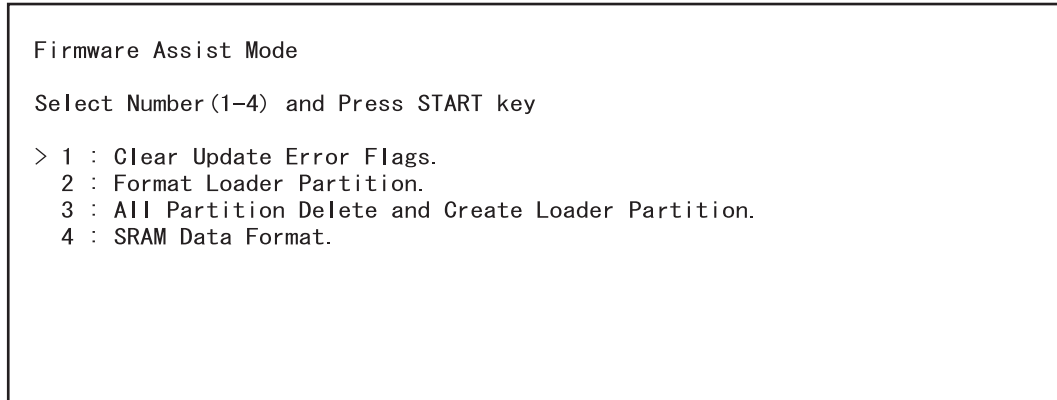 Firmware Assist Mode
Select Number(1-4) and Press START key
> 1 : Clear Update Error Flags.
2 : Format Loader Partition.
3 : All Partition Delete and Create Loader Partition.
4 : SRAM Data Format.